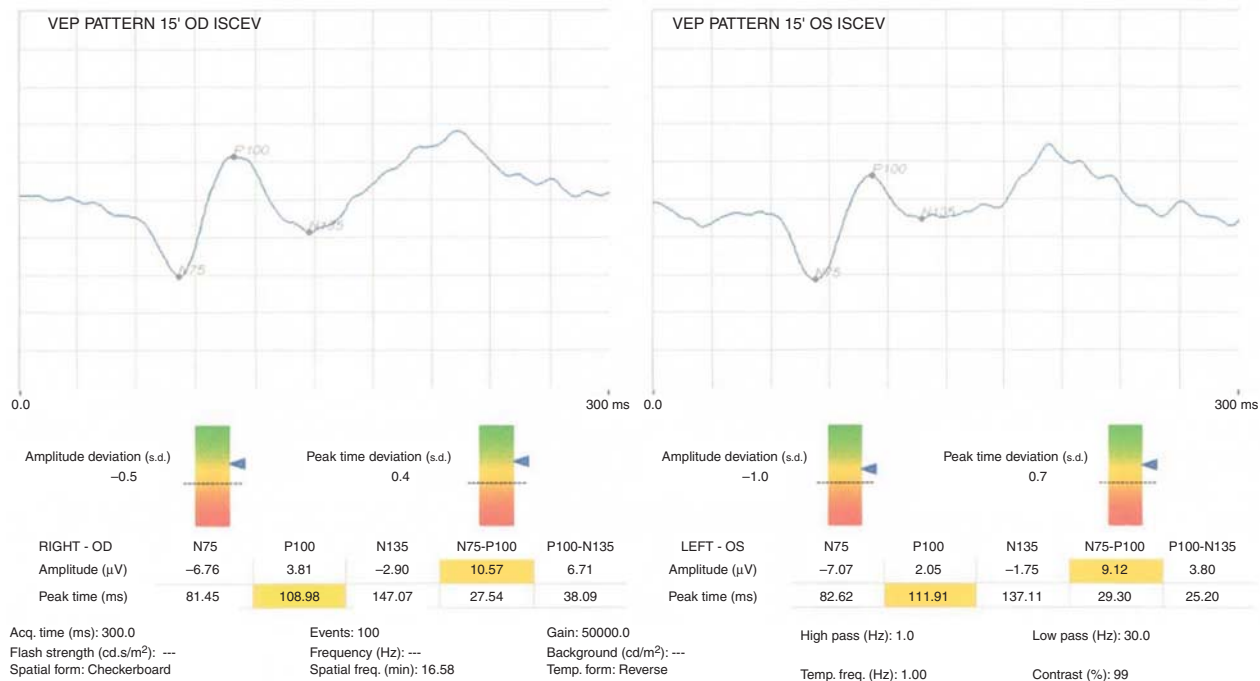 VEP PATTERN 15' OD ISCEV
P100
N135
N75
0.0 300 ms
Amplitude deviation (s.d.) Peak time deviation (s.d.)
–0.5 0.4
RIGHT - OD N75 P100 N135 N75-P100 P100-N135
Amplitude (μV) –6.76 3.81 –2.90 10.57 6.71
Peak time (ms) 81.45 108.98 147.07 27.54 38.09
VEP PATTERN 15' OS ISCEV
P100
N135
N75
0.0 300 ms
Amplitude deviation (s.d.) Peak time deviation (s.d.)
–1.0 0.7
LEFT - OS N75 P100 N135 N75-P100 P100-N135
Amplitude (μV) –7.07 2.05 –1.75 9.12 3.80
Peak time (ms) 82.62 111.91 137.11 29.30 25.20
Acq. time (ms): 300.0 Events: 100 Gain: 50000.0 High pass (Hz): 1.0 Low pass (Hz): 30.0
Flash strength (cd.s/m²): --- Frequency (Hz): --- Background (cd/m²): ---
Spatial form: Checkerboard Spatial freq. (min): 16.58 Temp. form: Reverse Temp. freq. (Hz): 1.00 Contrast (%): 99